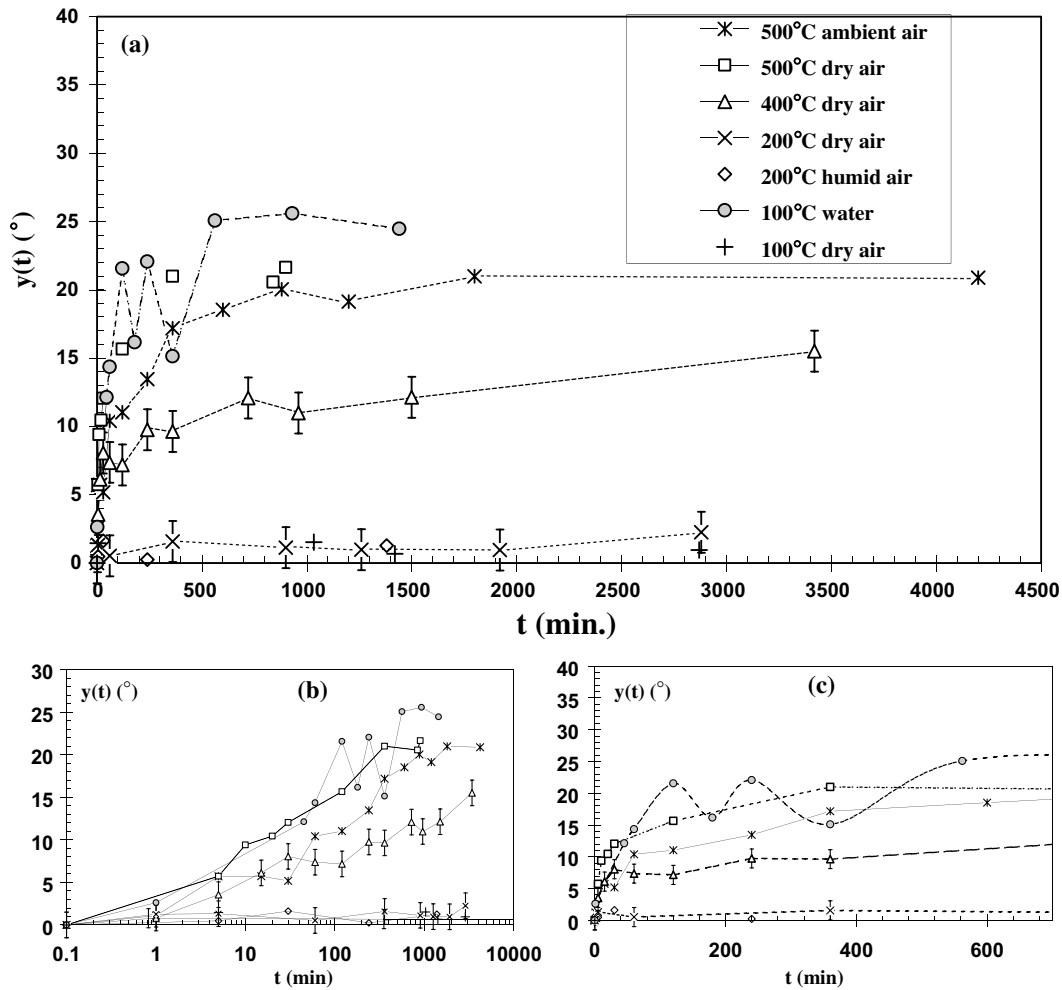 (a)
y(t) (°)
40
35
30
25
20
15
10
5
0
0 500 1000 1500 2000 2500 3000 3500 4000 4500
t (min.)
500°C ambient air
500°C dry air
400°C dry air
200°C dry air
200°C humid air
100°C water
100°C dry air
(b)
y(t) (°)
30
25
20
15
10
5
0
0.1 1 10 100 1000 10000
t (min)
(c)
y(t) (°)
40
35
30
25
20
15
10
5
0
0 200 400 600
t (min)